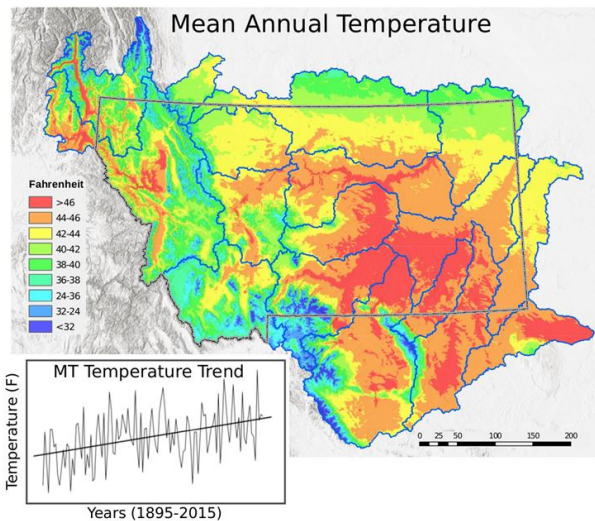 Mean Annual Temperature
Fahrenheit
>46
44-46
42-44
40-42
38-40
36-38
24-36
32-24
<32
0 25 50 100 150 200
MT Temperature Trend
Temperature (F)
Years (1895-2015)